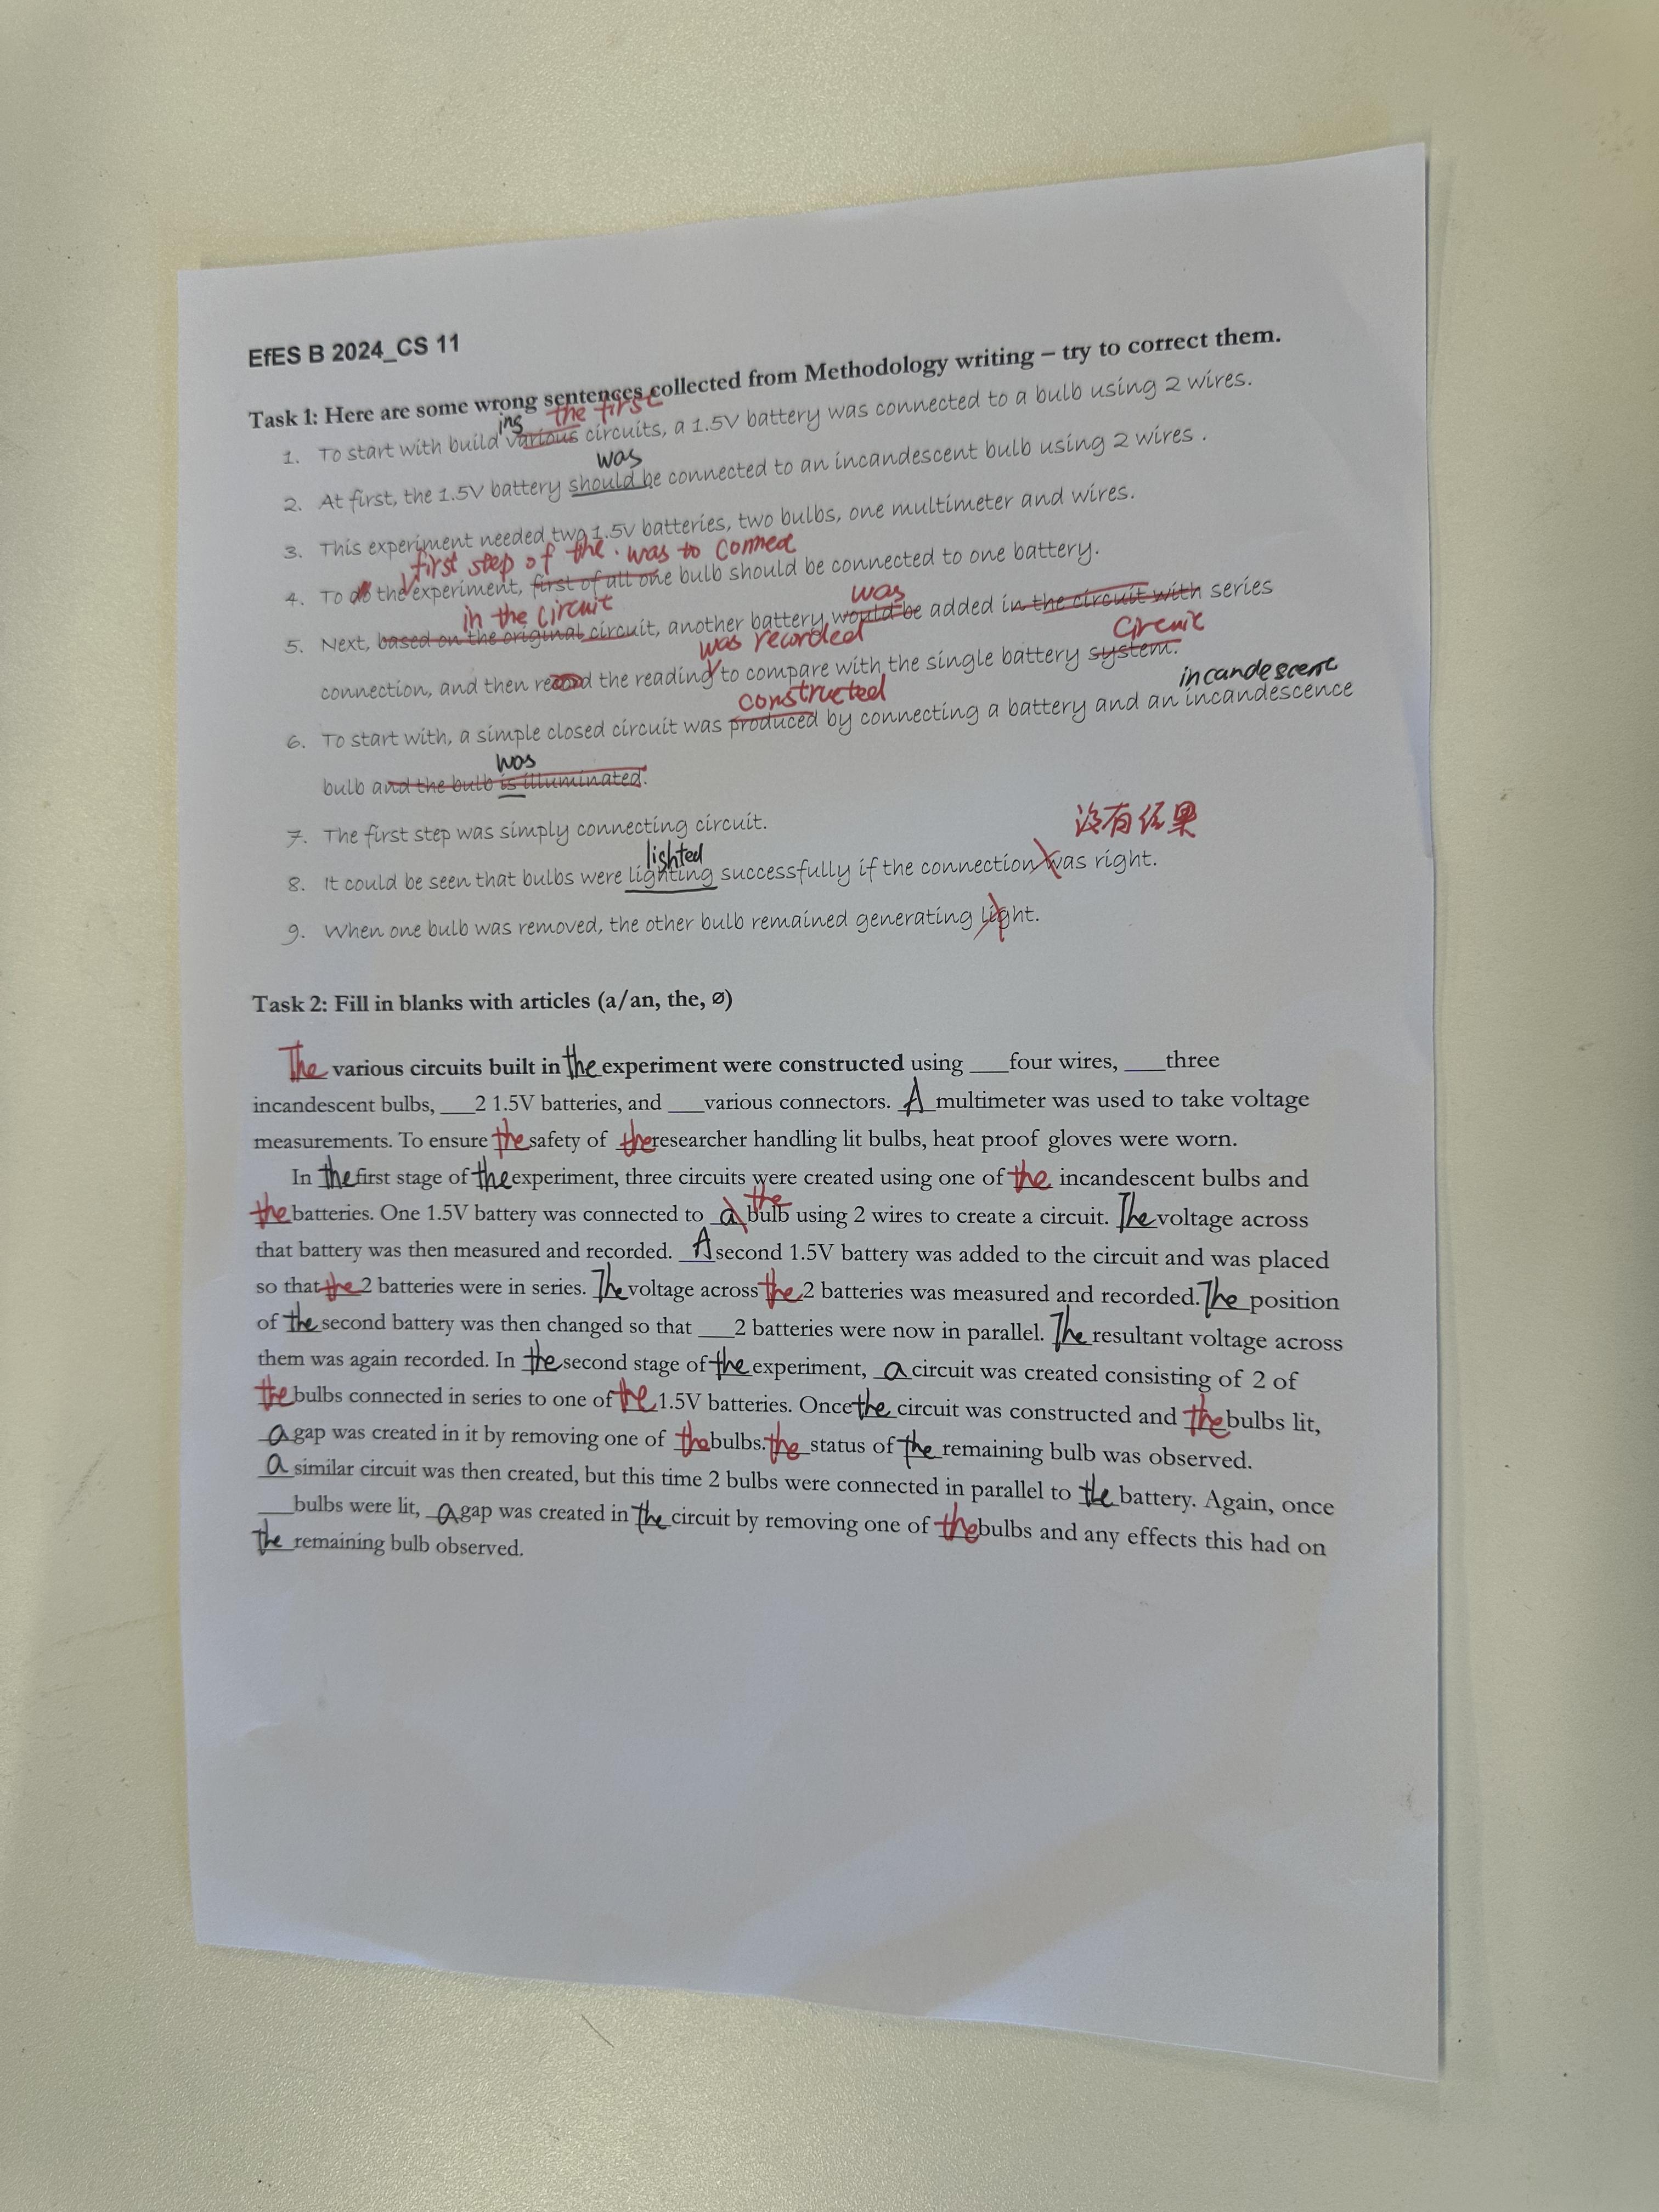 EfES B 2024_CS 11
Task 1: Here are some wrong sentences collected from Methodology writing – try to correct them.
ing the first
1. To start with build various circuits, a 1.5V battery was connected to a bulb using 2 wires.
was
2. At first, the 1.5V battery should be connected to an incandescent bulb using 2 wires .
3. This experiment needed two 1.5V batteries, two bulbs, one multimeter and wires.
first step of the . was to connect
4. To do the experiment, first of all one bulb should be connected to one battery.
in the circuit was
5. Next, based on the original circuit, another battery would be added in the circuit with series
was recorded circuit
connection, and then record the reading to compare with the single battery system.
constructed incandescent
6. To start with, a simple closed circuit was produced by connecting a battery and an incandescence
was
bulb and the bulb is illuminated.
7. The first step was simply connecting circuit.
lighted 没有结果
8. It could be seen that bulbs were lighting successfully if the connection was right.
9. When one bulb was removed, the other bulb remained generating light.
Task 2: Fill in blanks with articles (a/an, the, ∅)
The various circuits built in the experiment were constructed using ___four wires, ___three
incandescent bulbs, ___2 1.5V batteries, and ___various connectors. A multimeter was used to take voltage
measurements. To ensure the safety of the researcher handling lit bulbs, heat proof gloves were worn.
In the first stage of the experiment, three circuits were created using one of the incandescent bulbs and
the batteries. One 1.5V battery was connected to a the bulb using 2 wires to create a circuit. The voltage across
that battery was then measured and recorded. A second 1.5V battery was added to the circuit and was placed
so that the 2 batteries were in series. The voltage across the 2 batteries was measured and recorded. The position
of the second battery was then changed so that ___2 batteries were now in parallel. The resultant voltage across
them was again recorded. In the second stage of the experiment, a circuit was created consisting of 2 of
the bulbs connected in series to one of the 1.5V batteries. Once the circuit was constructed and the bulbs lit,
a gap was created in it by removing one of the bulbs. the status of the remaining bulb was observed.
a similar circuit was then created, but this time 2 bulbs were connected in parallel to the battery. Again, once
___bulbs were lit, a gap was created in the circuit by removing one of the bulbs and any effects this had on
the remaining bulb observed.